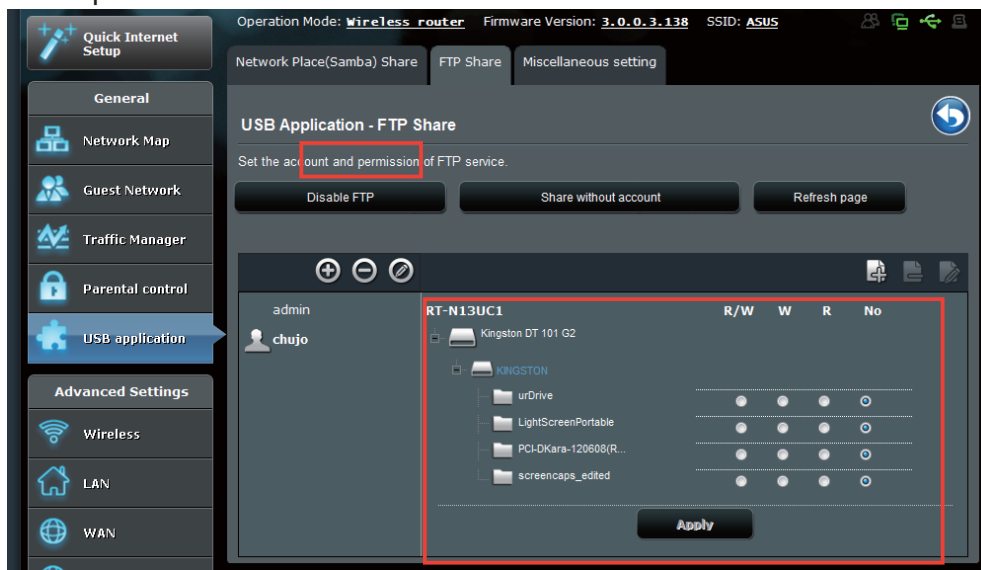 Operation Mode: Wireless router Firmware Version: 3.0.0.3.138 SSID: ASUS
Quick Internet
Setup
Network Place(Samba) Share FTP Share Miscellaneous setting
General
USB Application - FTP Share
Network Map
Set the account and permission of FTP service.
Guest Network
Disable FTP Share without account Refresh page
Traffic Manager
Parental control
admin
RT-N13UC1 R/W W R No
USB application
chujo
Kingston DT 101 G2
KINGSTON
Advanced Settings
urDrive
LightScreenPortable
Wireless
PCI-DKara-120608(R...
screencaps_edited
LAN
Apply
WAN